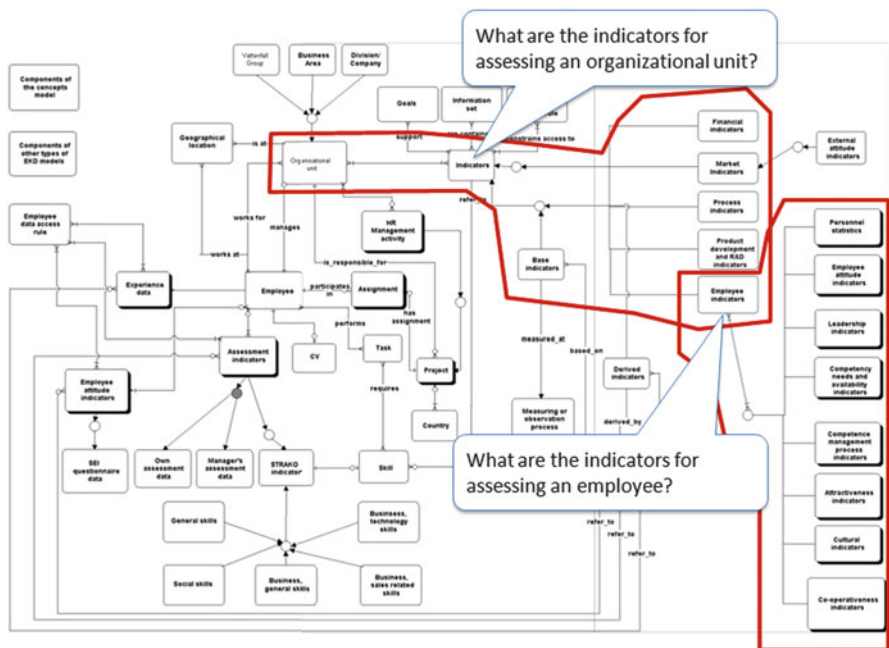 What are the indicators for
assessing an organizational unit?
Vattenfall
Group
Business
Area
Division/
Company
Components of
the concepts
model
Components of
other types of
EKD models
Goals
Information
set
support
constrains access to
Geographical
location
is at
Organisational
unit
Indicators
refer_to
Financial
indicators
Market
indicators
External
attitude
indicators
Process
indicators
Product
development
and R&D
indicators
Employee
indicators
Employee
data access
rule
works for
manages
works at
HR
Management
activity
is_responsible_for
Base
indicators
Experience
data
Employee
participates
in
Assignment
has
assignment
performs
measured_at
based_on
Assessment
indicators
CV
Task
Project
Derived
indicators
Employee
attitude
indicators
requires
Country
Measuring or
observation
process
derived_by
SEI
questionnaire
data
Own
assessment
data
Manager's
assessment
data
STRAKO
indicator
Skill
What are the indicators for
assessing an employee?
General skills
Business,
technology
skills
Social skills
Business,
general skills
Business,
sales related
skills
refer_to
refer_to
refer_to
Personnel
statistics
Employee
attitude
indicators
Leadership
indicators
Competency
needs and
availability
indicators
Competence
management
process
indicators
Attractiveness
indicators
Cultural
indicators
Co-operativeness
indicators